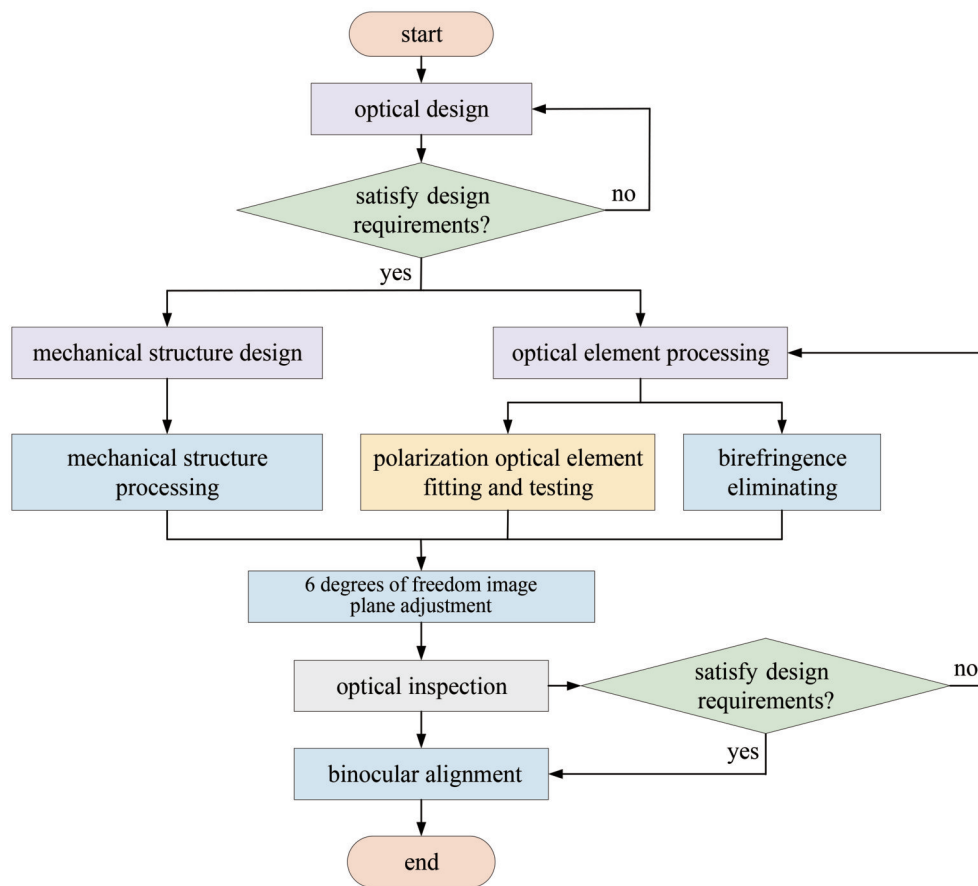 start
optical design
satisfy design
requirements?
no
yes
mechanical structure design
optical element processing
mechanical structure
processing
polarization optical element
fitting and testing
birefringence
eliminating
6 degrees of freedom image
plane adjustment
optical inspection
satisfy design
requirements?
no
yes
binocular alignment
end